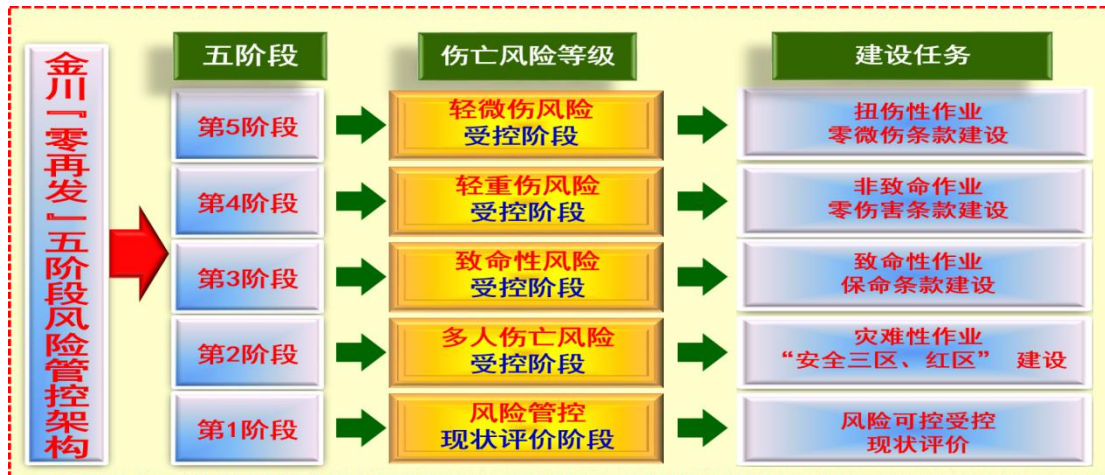 金川『零再发』五阶段风险管控架构
五阶段
伤亡风险等级
建设任务
第5阶段
轻微伤风险
受控阶段
扭伤性作业
零微伤条款建设
第4阶段
轻重伤风险
受控阶段
非致命作业
零伤害条款建设
第3阶段
致命性风险
受控阶段
致命性作业
保命条款建设
第2阶段
多人伤亡风险
受控阶段
灾难性作业
“安全三区、红区” 建设
第1阶段
风险管控
现状评价阶段
风险可控受控
现状评价